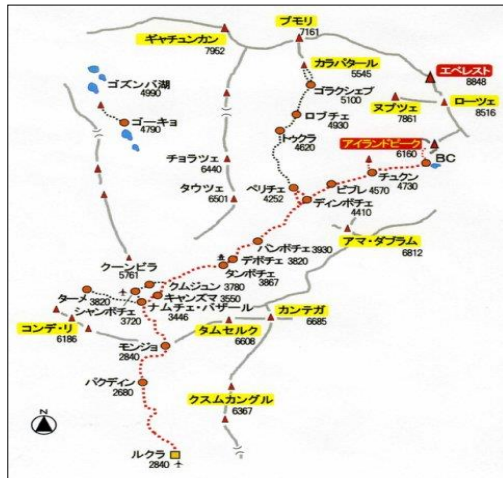 プモリ
7161
ギャチュンカン
7952
カラパタール
5545
エベレスト
8848
ゴズンパ湖
4990
ゴラクシェプ
5100
ヌプツェ
7861
ローツェ
8516
ゴーキョ
4790
ロブチェ
4930
トゥクラ
4620
アイランドピーク
6160
BC
チョラツェ
6440
チュクン
4730
タウツェ
6501
ペリチェ
4252
ビブレ
4570
ディンボチェ
4410
アマ・ダブラム
6812
パンボチェ 3930
デボチェ 3820
タンボチェ
3867
クーンビラ
5761
クムジュン 3780
キャンズマ 3550
ターメ 3820
シャンボチェ
3720
ナムチェ・バザール
3446
コンデ・リ
6186
タムセルク
6608
カンテガ
6685
モンジョ
2840
パクディン
2680
クスムカングル
6367
N
ルクラ
2840